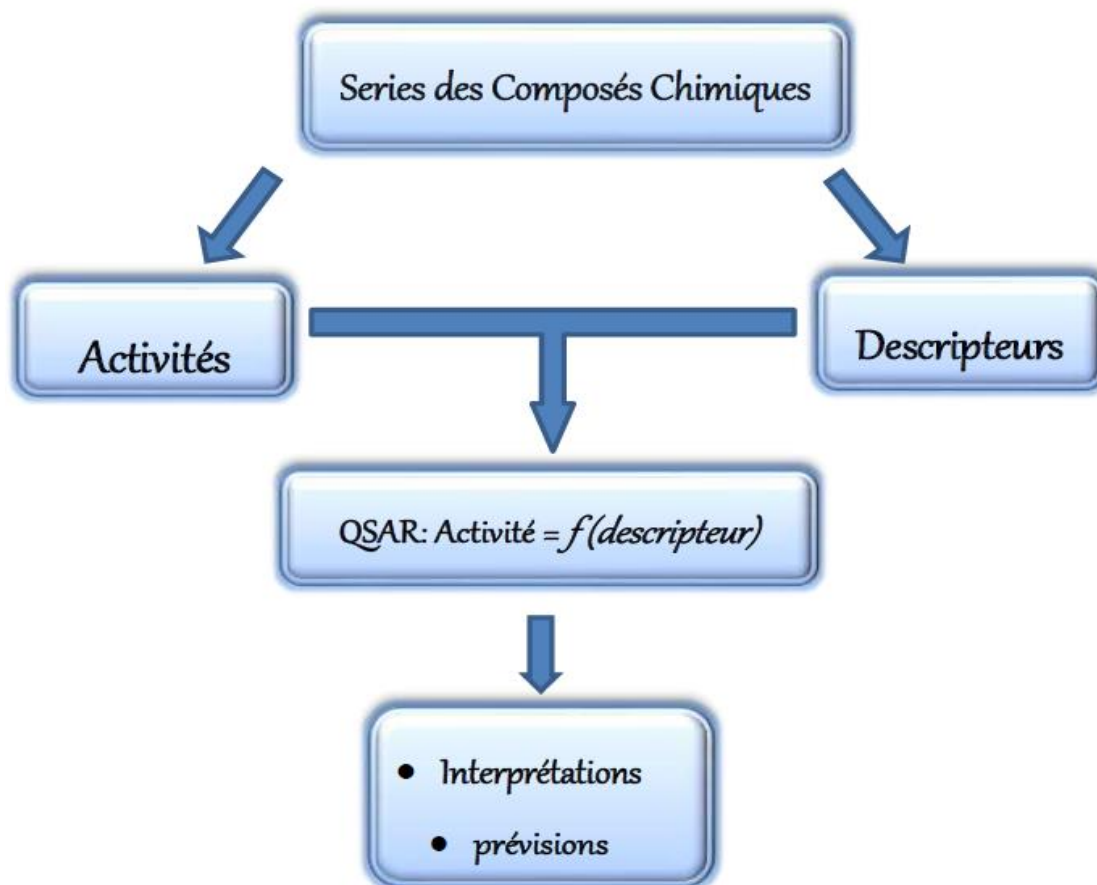 Series des Composés Chimiques
Activités
Descripteurs
QSAR: Activité = f(descripteur)
• Interprétations
• prévisions